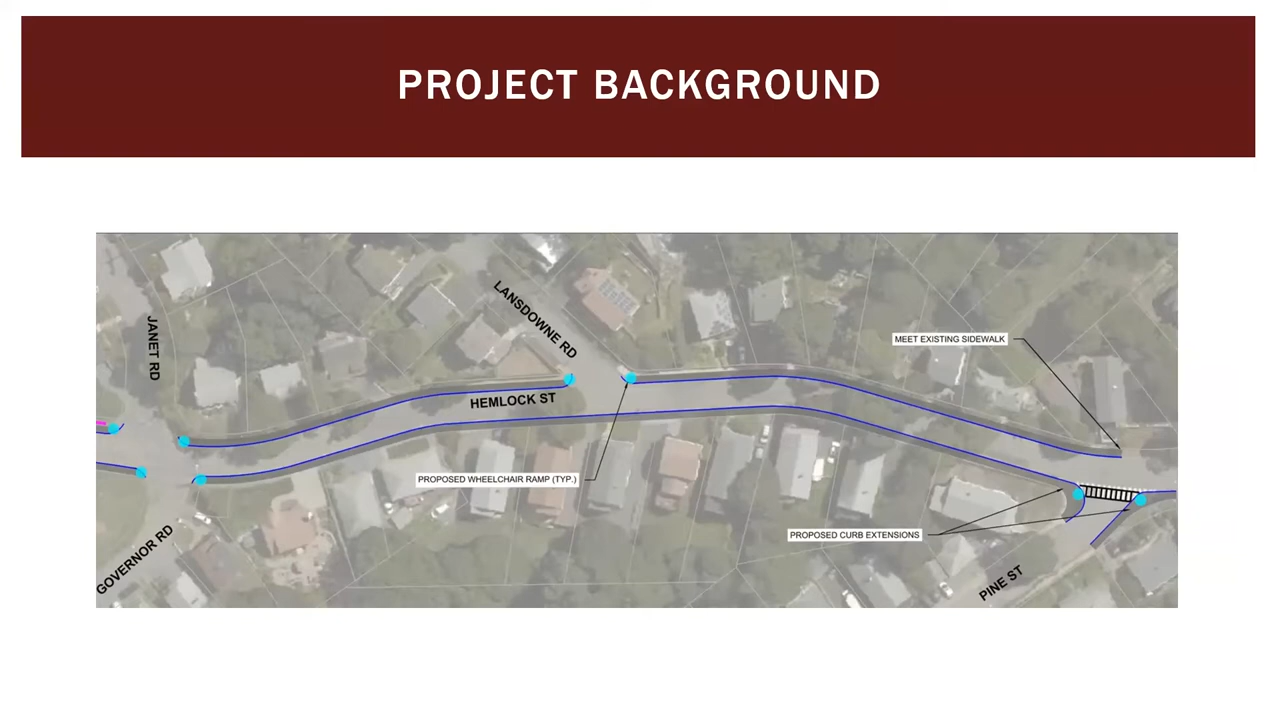 PROJECT BACKGROUND
LANSDOWNE RD
JANET RD
MEET EXISTING SIDEWALK
HEMLOCK ST
PROPOSED WHEELCHAIR RAMP (TYP.)
PROPOSED CURB EXTENSIONS
GOVERNOR RD
PINE ST